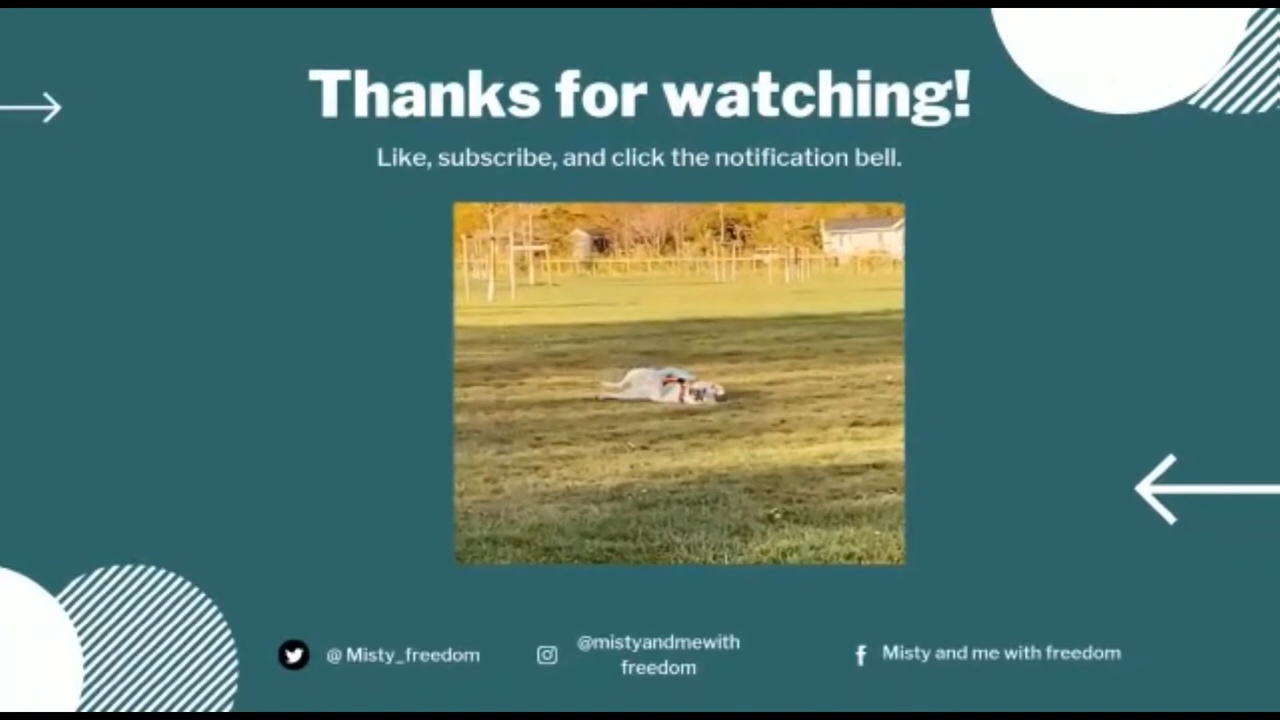 Thanks for watching!
Like, subscribe, and click the notification bell.
@ Misty_freedom
@mistyandmewith
freedom
Misty and me with freedom